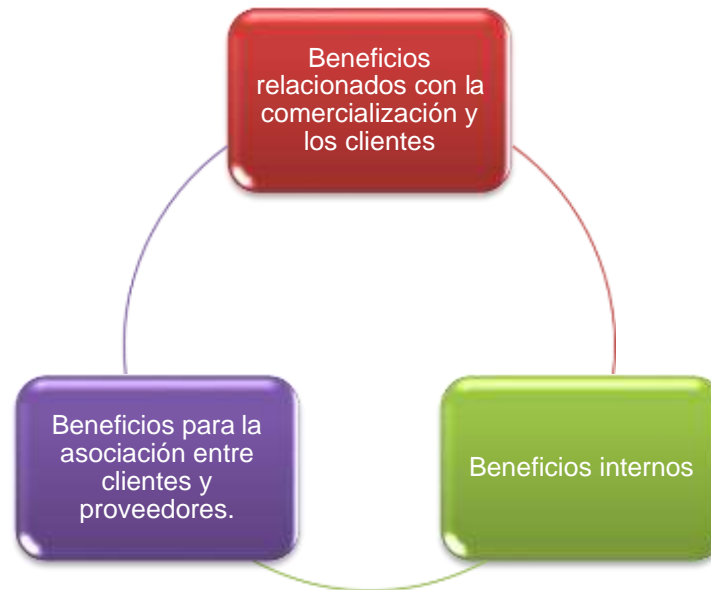 Beneficios
relacionados con la
comercialización y
los clientes
Beneficios para la
asociación entre
clientes y
proveedores.
Beneficios internos